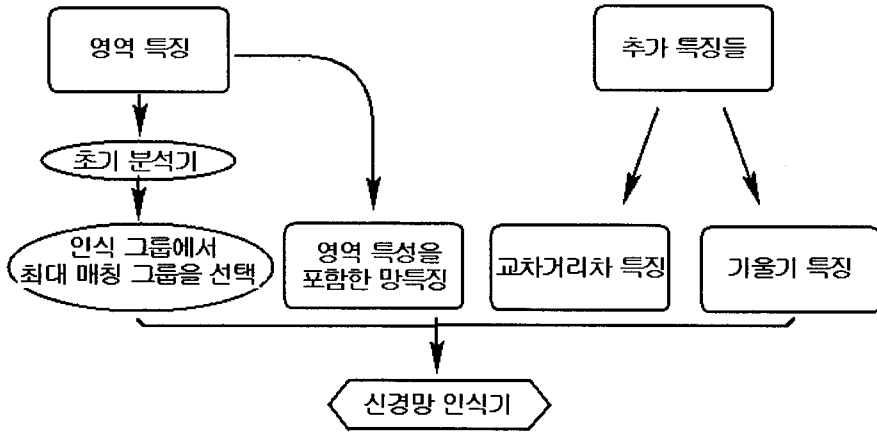 영역 특징
추가 특징들
초기 분석기
인식 그룹에서
최대 매칭 그룹을 선택
영역 특성을
포함한 망특징
교차거리차 특징
기울기 특징
신경망 인식기